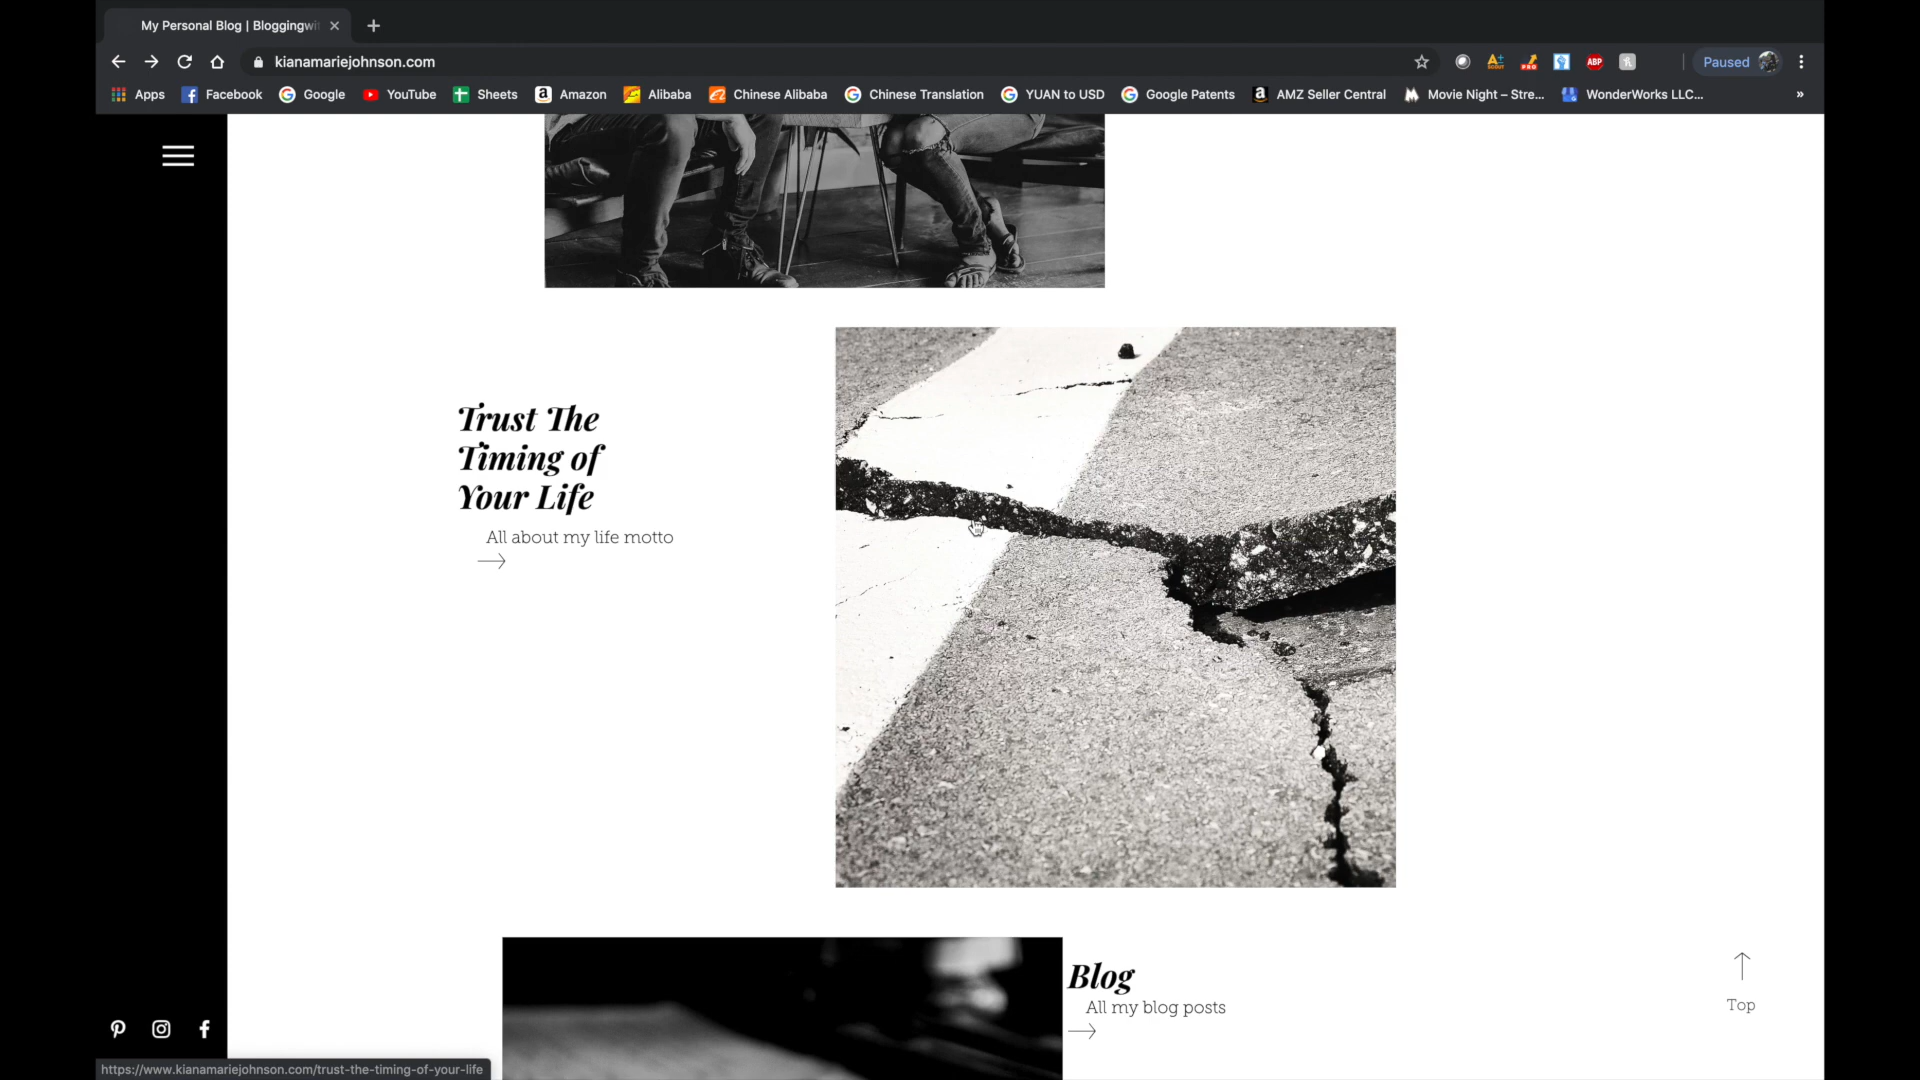 My Personal Blog | Bloggingwi
kianamariejohnson.com
Paused
Apps Facebook Google YouTube Sheets Amazon Alibaba Chinese Alibaba Chinese Translation YUAN to USD Google Patents AMZ Seller Central Movie Night – Stre... WonderWorks LLC... »
Trust The
Timing of
Your Life
All about my life motto
Blog
All my blog posts
Top
https://www.kianamariejohnson.com/trust-the-timing-of-your-life